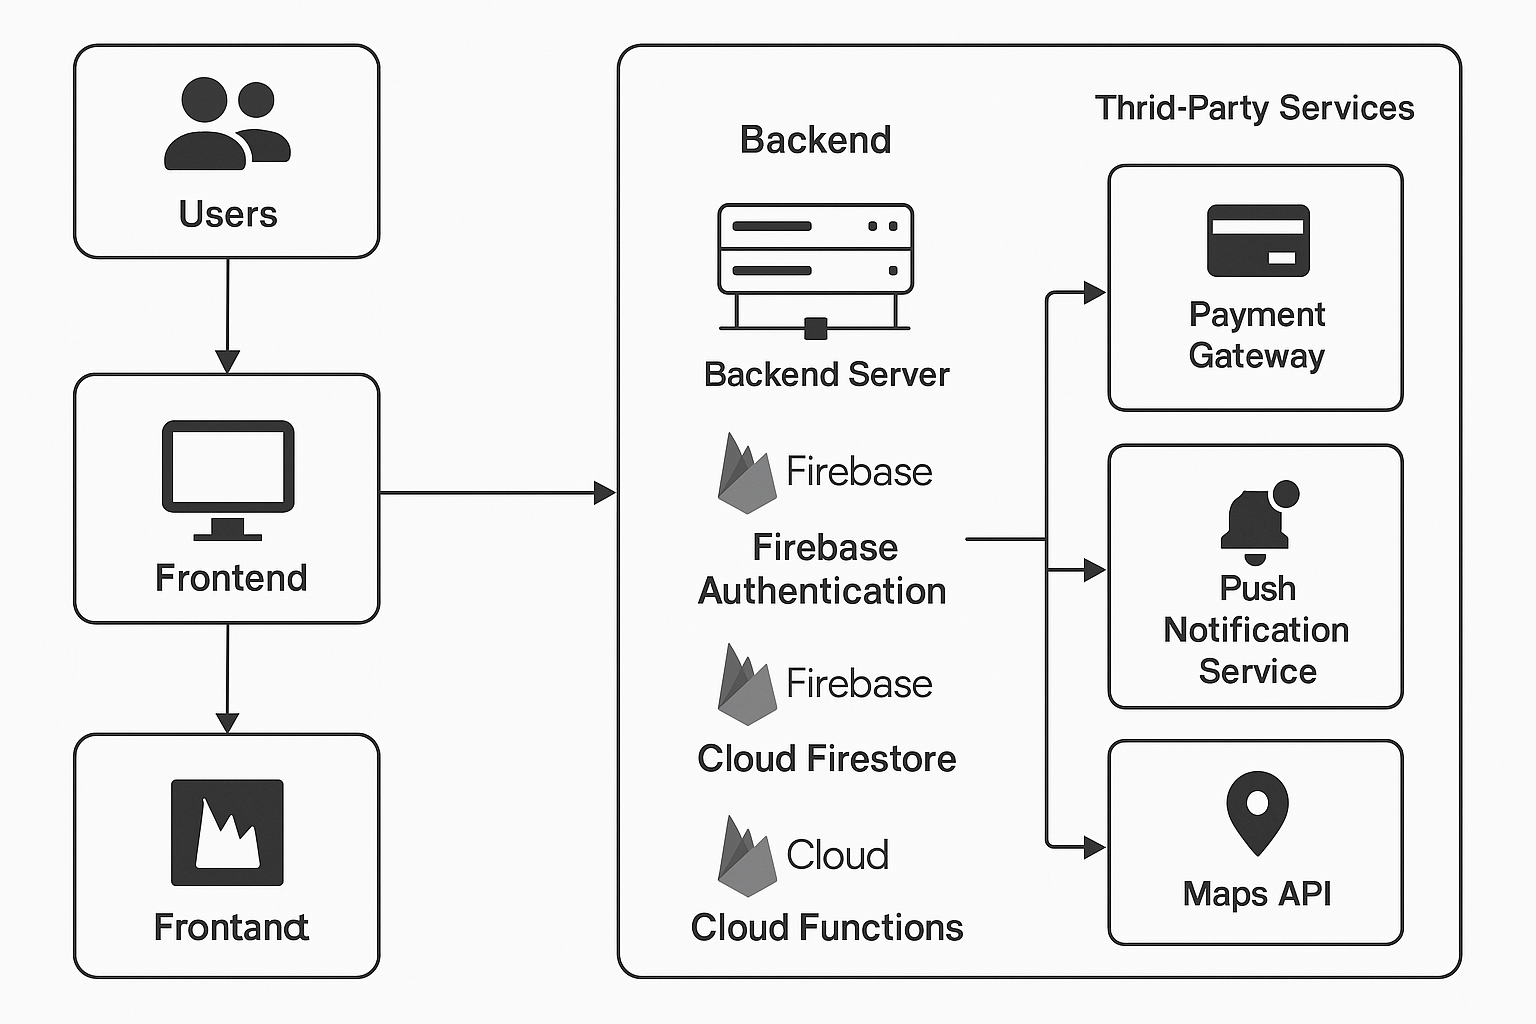 Users
Frontend
Frontand
Backend
Backend Server
Firebase
Firebase
Authentication
Firebase
Cloud Firestore
Cloud
Cloud Functions
Thrid-Party Services
Payment
Gateway
Push
Notification
Service
Maps API